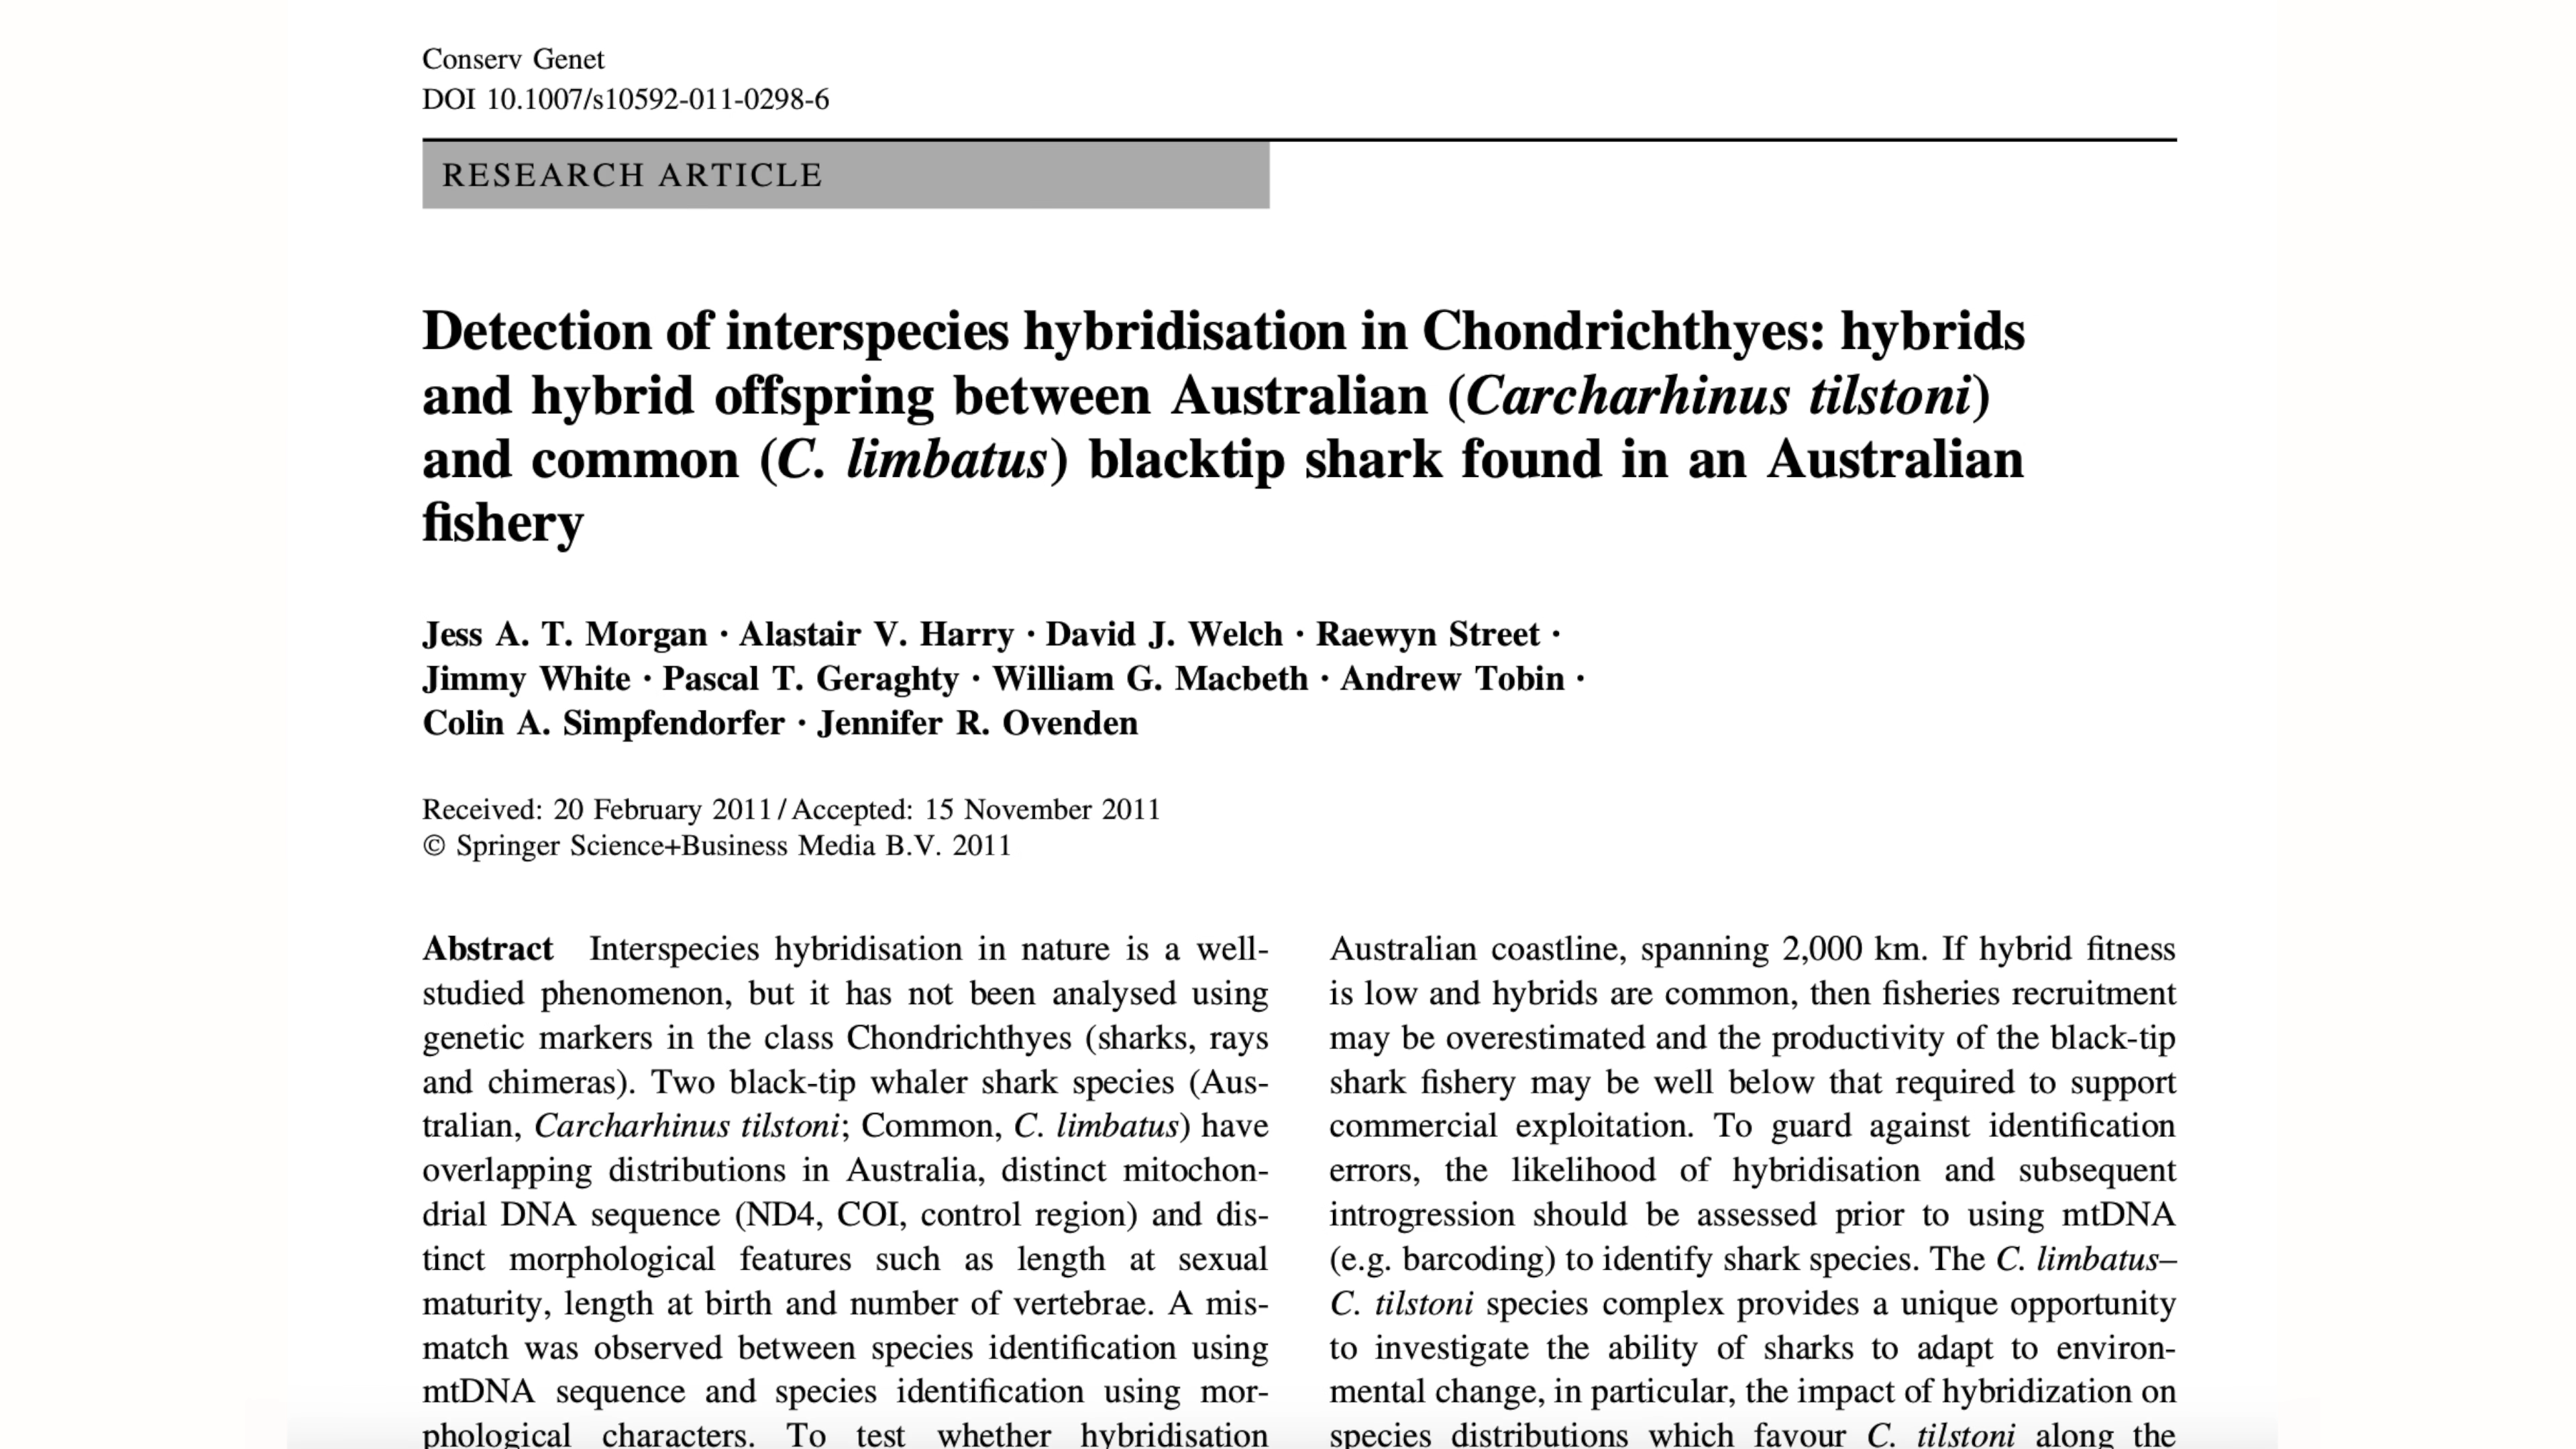 Conserv Genet
DOI 10.1007/s10592-011-0298-6
RESEARCH ARTICLE
Detection of interspecies hybridisation in Chondrichthyes: hybrids
and hybrid offspring between Australian (Carcharhinus tilstoni)
and common (C. limbatus) blacktip shark found in an Australian
fishery
Jess A. T. Morgan · Alastair V. Harry · David J. Welch · Raewyn Street ·
Jimmy White · Pascal T. Geraghty · William G. Macbeth · Andrew Tobin ·
Colin A. Simpfendorfer · Jennifer R. Ovenden
Received: 20 February 2011 / Accepted: 15 November 2011
© Springer Science+Business Media B.V. 2011
Abstract Interspecies hybridisation in nature is a well-
studied phenomenon, but it has not been analysed using
genetic markers in the class Chondrichthyes (sharks, rays
and chimeras). Two black-tip whaler shark species (Aus-
tralian, Carcharhinus tilstoni; Common, C. limbatus) have
overlapping distributions in Australia, distinct mitochon-
drial DNA sequence (ND4, COI, control region) and dis-
tinct morphological features such as length at sexual
maturity, length at birth and number of vertebrae. A mis-
match was observed between species identification using
mtDNA sequence and species identification using mor-
phological characters. To test whether hybridisation
Australian coastline, spanning 2,000 km. If hybrid fitness
is low and hybrids are common, then fisheries recruitment
may be overestimated and the productivity of the black-tip
shark fishery may be well below that required to support
commercial exploitation. To guard against identification
errors, the likelihood of hybridisation and subsequent
introgression should be assessed prior to using mtDNA
(e.g. barcoding) to identify shark species. The C. limbatus–
C. tilstoni species complex provides a unique opportunity
to investigate the ability of sharks to adapt to environ-
mental change, in particular, the impact of hybridization on
species distributions which favour C. tilstoni along the